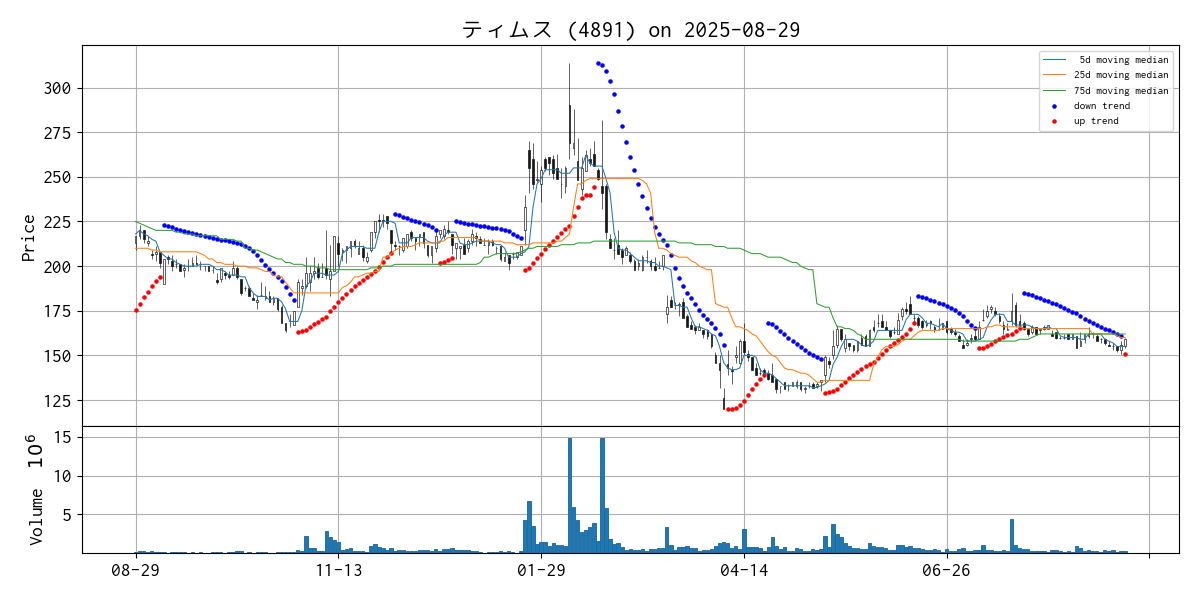 ティムス (4891) on 2025-08-29
5d moving median
25d moving median
75d moving median
down trend
up trend
Price
300
275
250
225
200
175
150
125
Volume 10^6
15
10
5
08-29 11-13 01-29 04-14 06-26